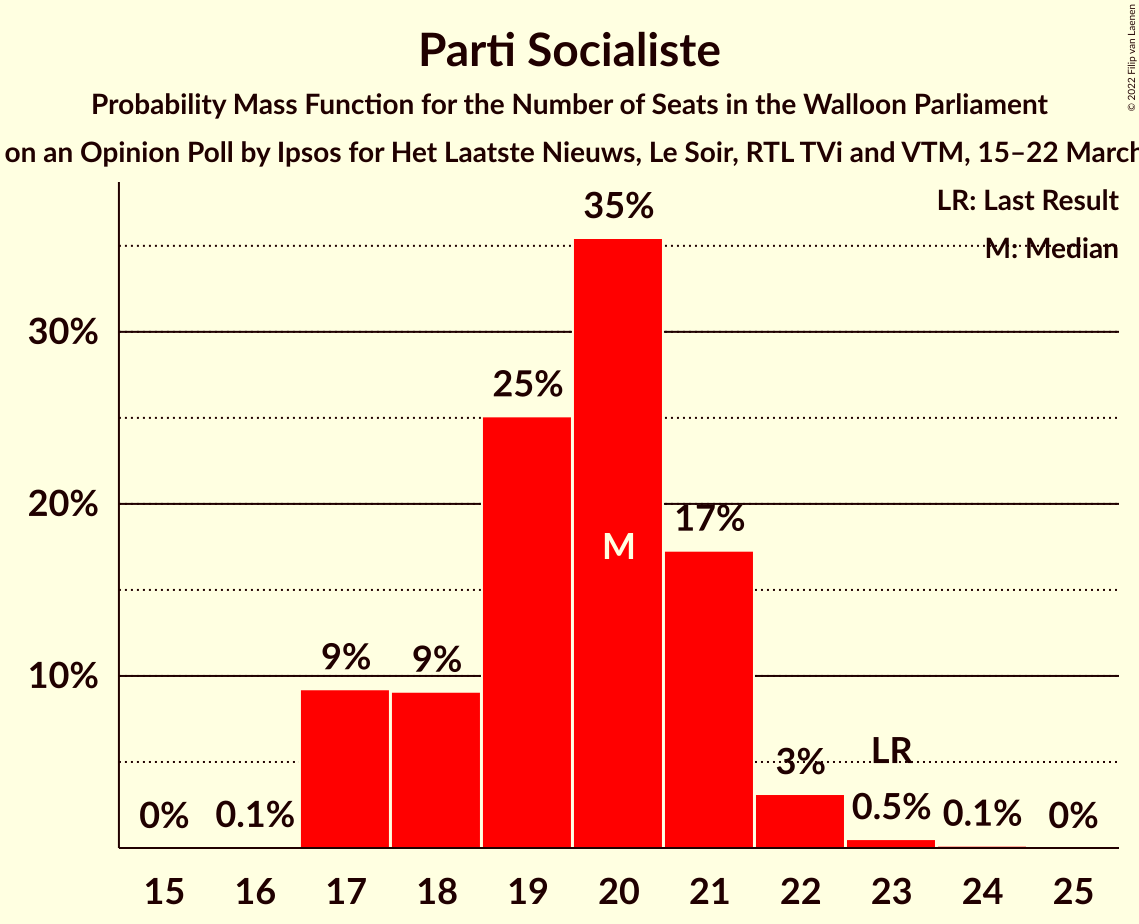 Parti Socialiste
Probability Mass Function for the Number of Seats in the Walloon Parliament
on an Opinion Poll by Ipsos for Het Laatste Nieuws, Le Soir, RTL TVi and VTM, 15–22 March
© 2022 Filip van Laenen
LR: Last Result
M: Median
35%
30%
25%
20%
17%
M
10%
9%
9%
LR
3%
0%
0.1%
0.5%
0.1%
0%
15 16 17 18 19 20 21 22 23 24 25